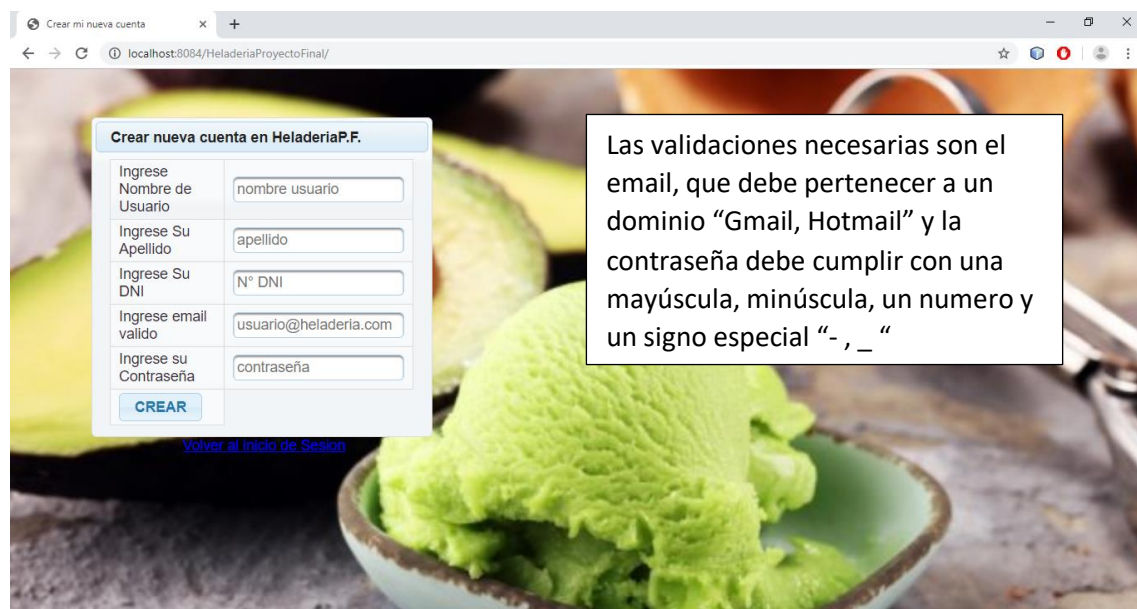 Crear mi nueva cuenta
localhost:8084/HeladeriaProyectoFinal/
Crear nueva cuenta en HeladeriaP.F.
Ingrese
Nombre de
Usuario
nombre usuario
Ingrese Su
Apellido
apellido
Ingrese Su
DNI
N° DNI
Ingrese email
valido
usuario@heladeria.com
Ingrese su
Contraseña
contraseña
CREAR
Volver al inicio de Sesion
Las validaciones necesarias son el
email, que debe pertenecer a un
dominio “Gmail, Hotmail” y la
contraseña debe cumplir con una
mayúscula, minúscula, un numero y
un signo especial “- , _ “